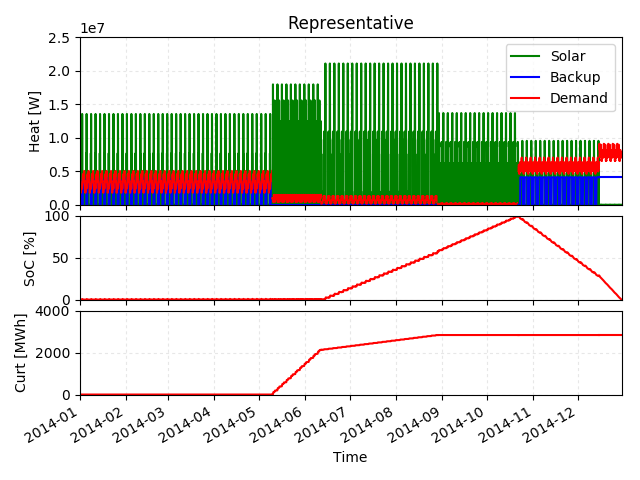 Representative
1e7
2.5
2.0
1.5
1.0
0.5
0.0
Heat [W]
Solar
Backup
Demand
100
50
0
SoC [%]
4000
2000
0
Curt [MWh]
2014-01
2014-02
2014-03
2014-04
2014-05
2014-06
2014-07
2014-08
2014-09
2014-10
2014-11
2014-12
Time